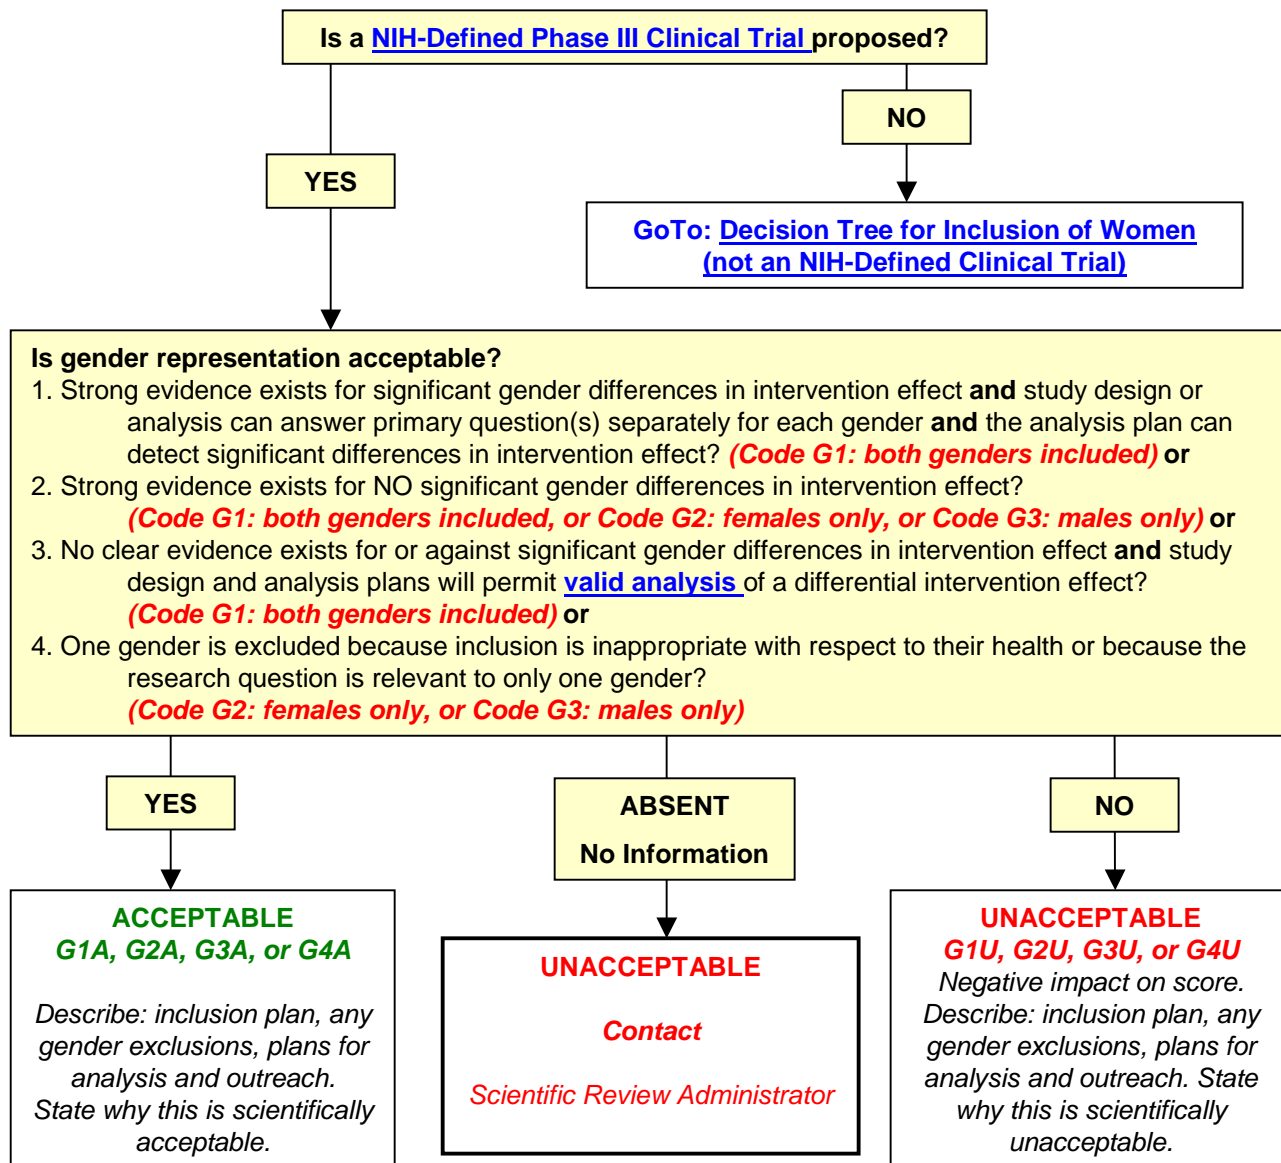 Is a NIH-Defined Phase III Clinical Trial proposed?
NO
YES
GoTo: Decision Tree for Inclusion of Women
(not an NIH-Defined Clinical Trial)
Is gender representation acceptable?
1. Strong evidence exists for significant gender differences in intervention effect and study design or
analysis can answer primary question(s) separately for each gender and the analysis plan can
detect significant differences in intervention effect? (Code G1: both genders included) or
2. Strong evidence exists for NO significant gender differences in intervention effect?
(Code G1: both genders included, or Code G2: females only, or Code G3: males only) or
3. No clear evidence exists for or against significant gender differences in intervention effect and study
design and analysis plans will permit valid analysis of a differential intervention effect?
(Code G1: both genders included) or
4. One gender is excluded because inclusion is inappropriate with respect to their health or because the
research question is relevant to only one gender?
(Code G2: females only, or Code G3: males only)
YES
ABSENT
No Information
NO
ACCEPTABLE
G1A, G2A, G3A, or G4A
Describe: inclusion plan, any
gender exclusions, plans for
analysis and outreach.
State why this is scientifically
acceptable.
UNACCEPTABLE
Contact
Scientific Review Administrator
UNACCEPTABLE
G1U, G2U, G3U, or G4U
Negative impact on score.
Describe: inclusion plan, any
gender exclusions, plans for
analysis and outreach. State
why this is scientifically
unacceptable.